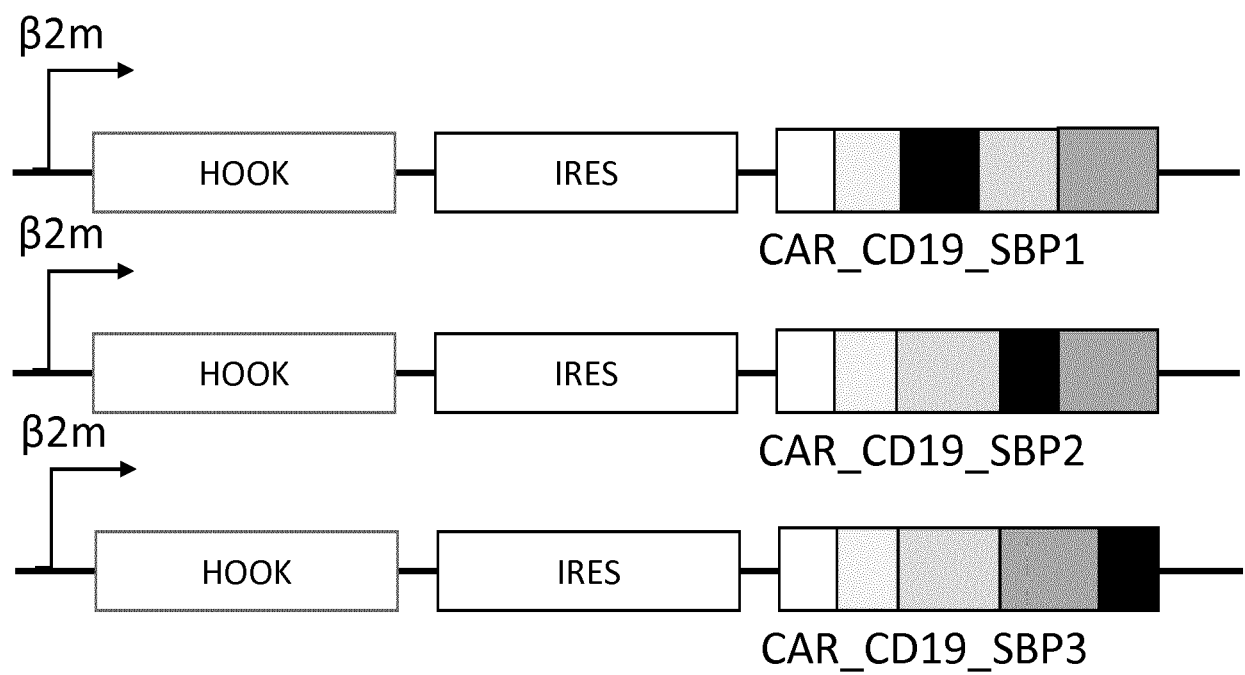 β2m
HOOK IRES
CAR_CD19_SBP1
β2m
HOOK IRES
CAR_CD19_SBP2
β2m
HOOK IRES
CAR_CD19_SBP3